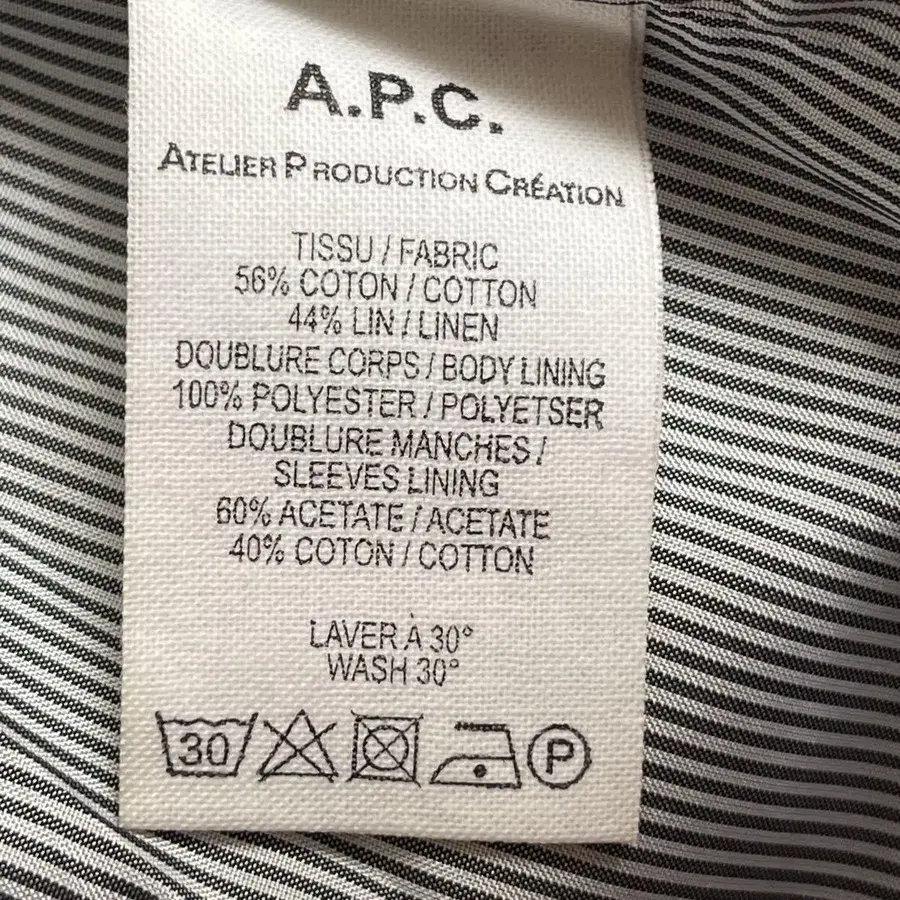 A.P.C.
ATELIER PRODUCTION CRÉATION
TISSU / FABRIC
56% COTON / COTTON
44% LIN / LINEN
DOUBLURE CORPS / BODY LINING
100% POLYESTER / POLYETSER
DOUBLURE MANCHES /
SLEEVES LINING
60% ACETATE / ACETATE
40% COTON / COTTON
LAVER À 30°
WASH 30°
30 P